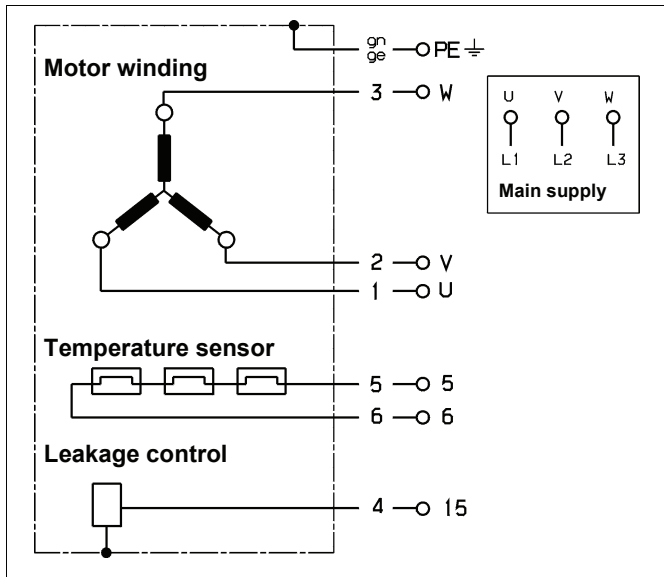 gn
ge PE
Motor winding
3 W
U V W
L1 L2 L3
Main supply
2 V
1 U
Temperature sensor
5 5
6 6
Leakage control
4 15